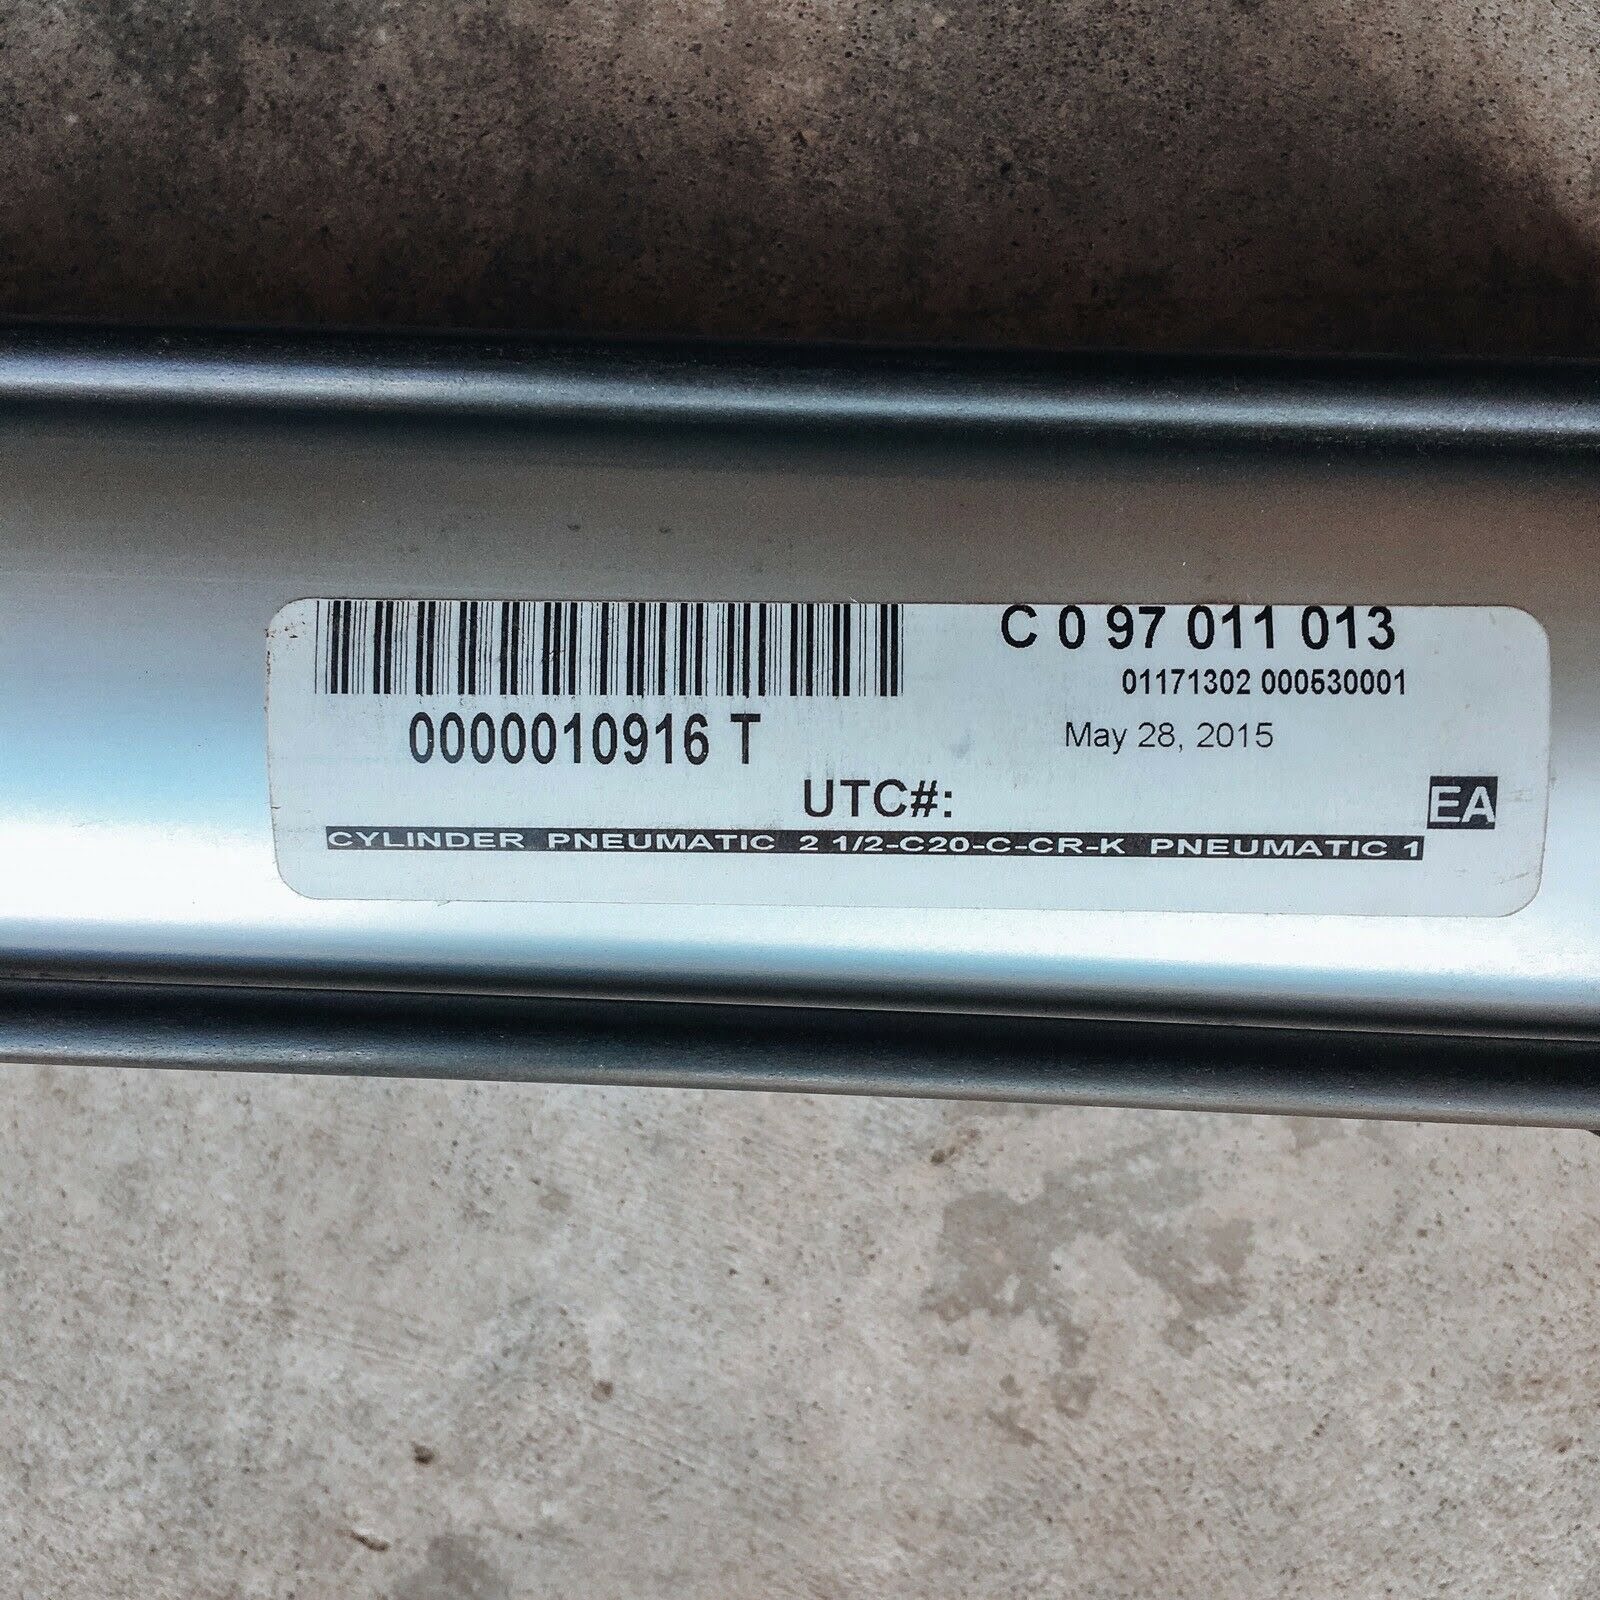 C 0 97 011 013
01171302 000630001
0000010916 T
May 28, 2015
UTC#:
EA
CYLINDER PNEUMATIC 2 1/2-C20-C-CR-K PNEUMATIC 1